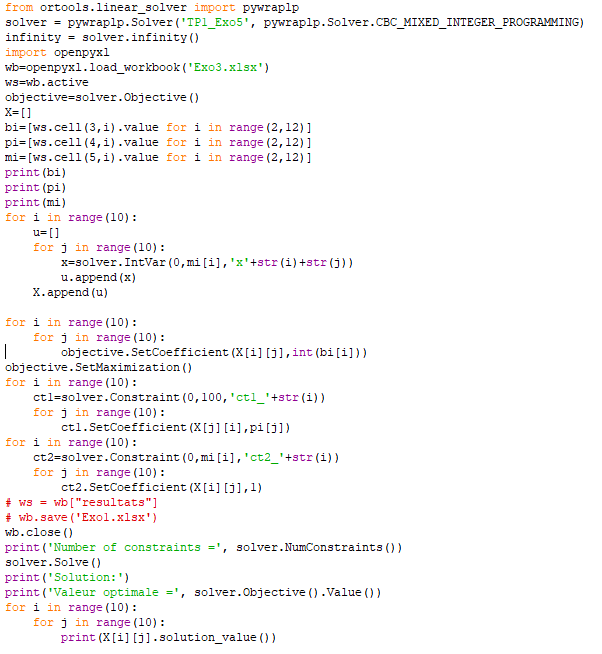 from ortools.linear_solver import pywraplp
solver = pywraplp.Solver('TP1_Exo5', pywraplp.Solver.CBC_MIXED_INTEGER_PROGRAMMING)
infinity = solver.infinity()
import openpyxl
wb=openpyxl.load_workbook('Exo3.xlsx')
ws=wb.active
objective=solver.Objective()
X=[]
bi=[ws.cell(3,i).value for i in range(2,12)]
pi=[ws.cell(4,i).value for i in range(2,12)]
mi=[ws.cell(5,i).value for i in range(2,12)]
print(bi)
print(pi)
print(mi)
for i in range(10):
    u=[]
    for j in range(10):
        x=solver.IntVar(0,mi[i],'x'+str(i)+str(j))
        u.append(x)
    X.append(u)

for i in range(10):
    for j in range(10):
        objective.SetCoefficient(X[i][j],int(bi[i]))
objective.SetMaximization()
for i in range(10):
    ct1=solver.Constraint(0,100,'ct1_'+str(i))
    for j in range(10):
        ct1.SetCoefficient(X[j][i],pi[j])
for i in range(10):
    ct2=solver.Constraint(0,mi[i],'ct2_'+str(i))
    for j in range(10):
        ct2.SetCoefficient(X[i][j],1)
# ws = wb["resultats"]
# wb.save('Exo1.xlsx')
wb.close()
print('Number of constraints =', solver.NumConstraints())
solver.Solve()
print('Solution:')
print('Valeur optimale =', solver.Objective().Value())
for i in range(10):
    for j in range(10):
        print(X[i][j].solution_value())